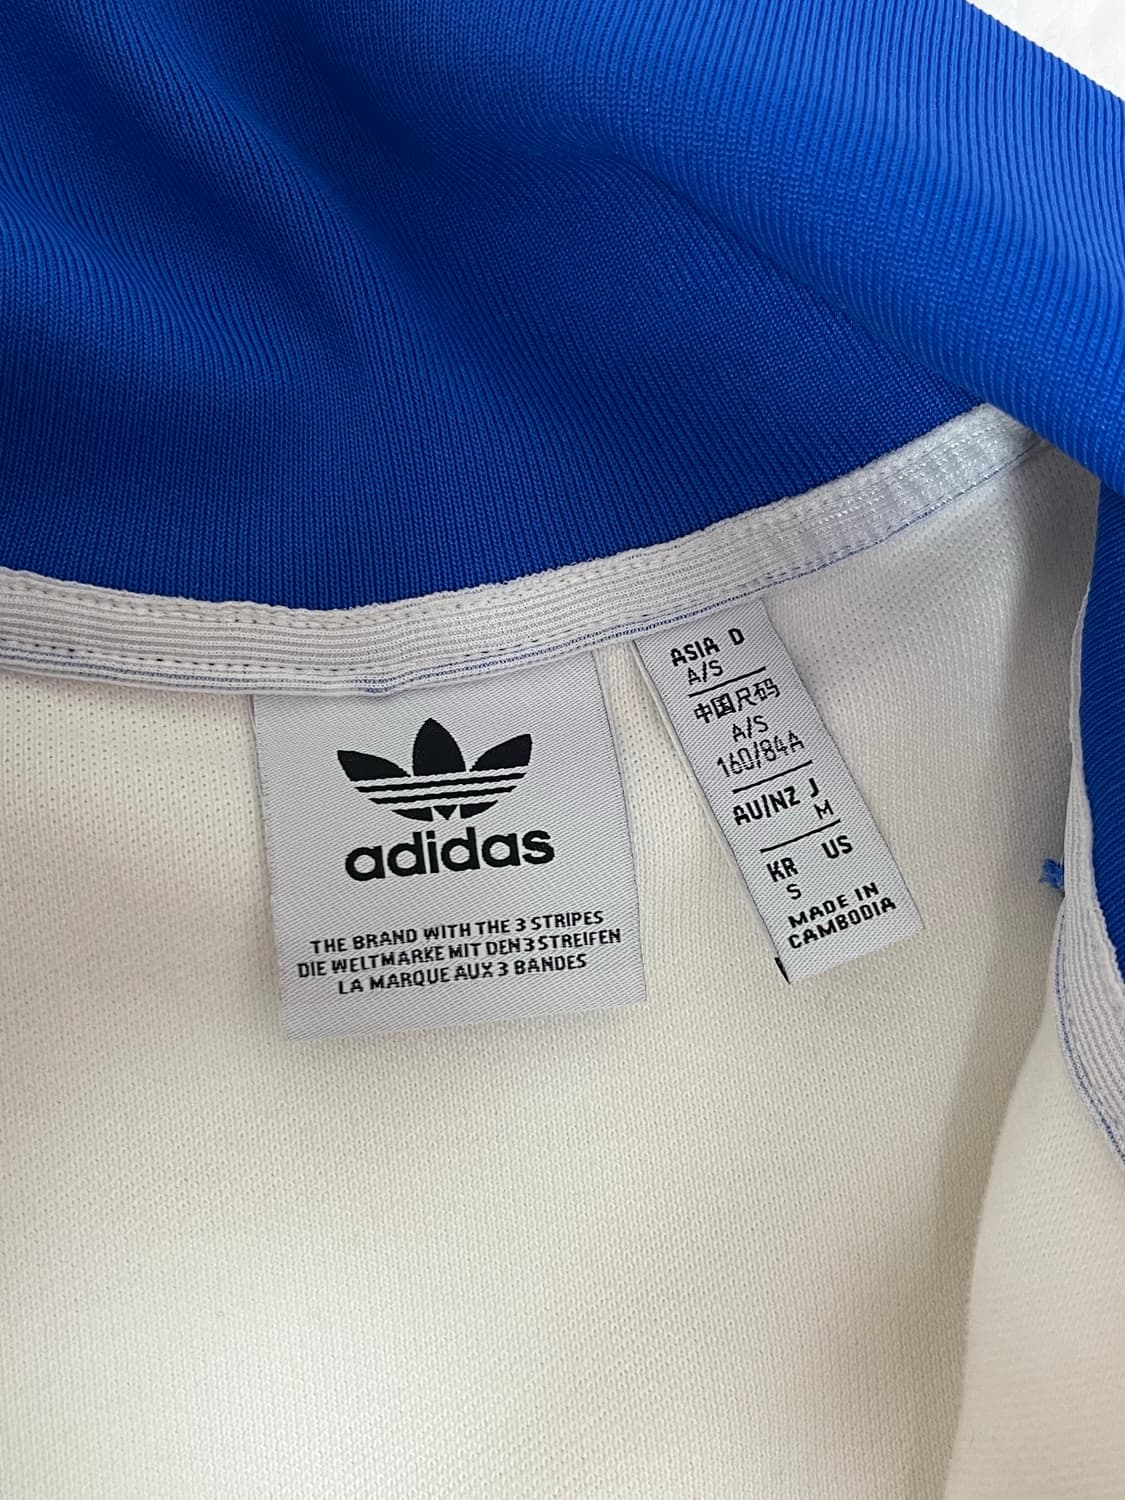 adidas
THE BRAND WITH THE 3 STRIPES
DIE WELTMARKE MIT DEN 3 STREIFEN
LA MARQUE AUX 3 BANDES
ASIA D
A/S
中国尺码
A/S
160/84A
AU/NZ J
M
KR US
S
MADE IN
CAMBODIA